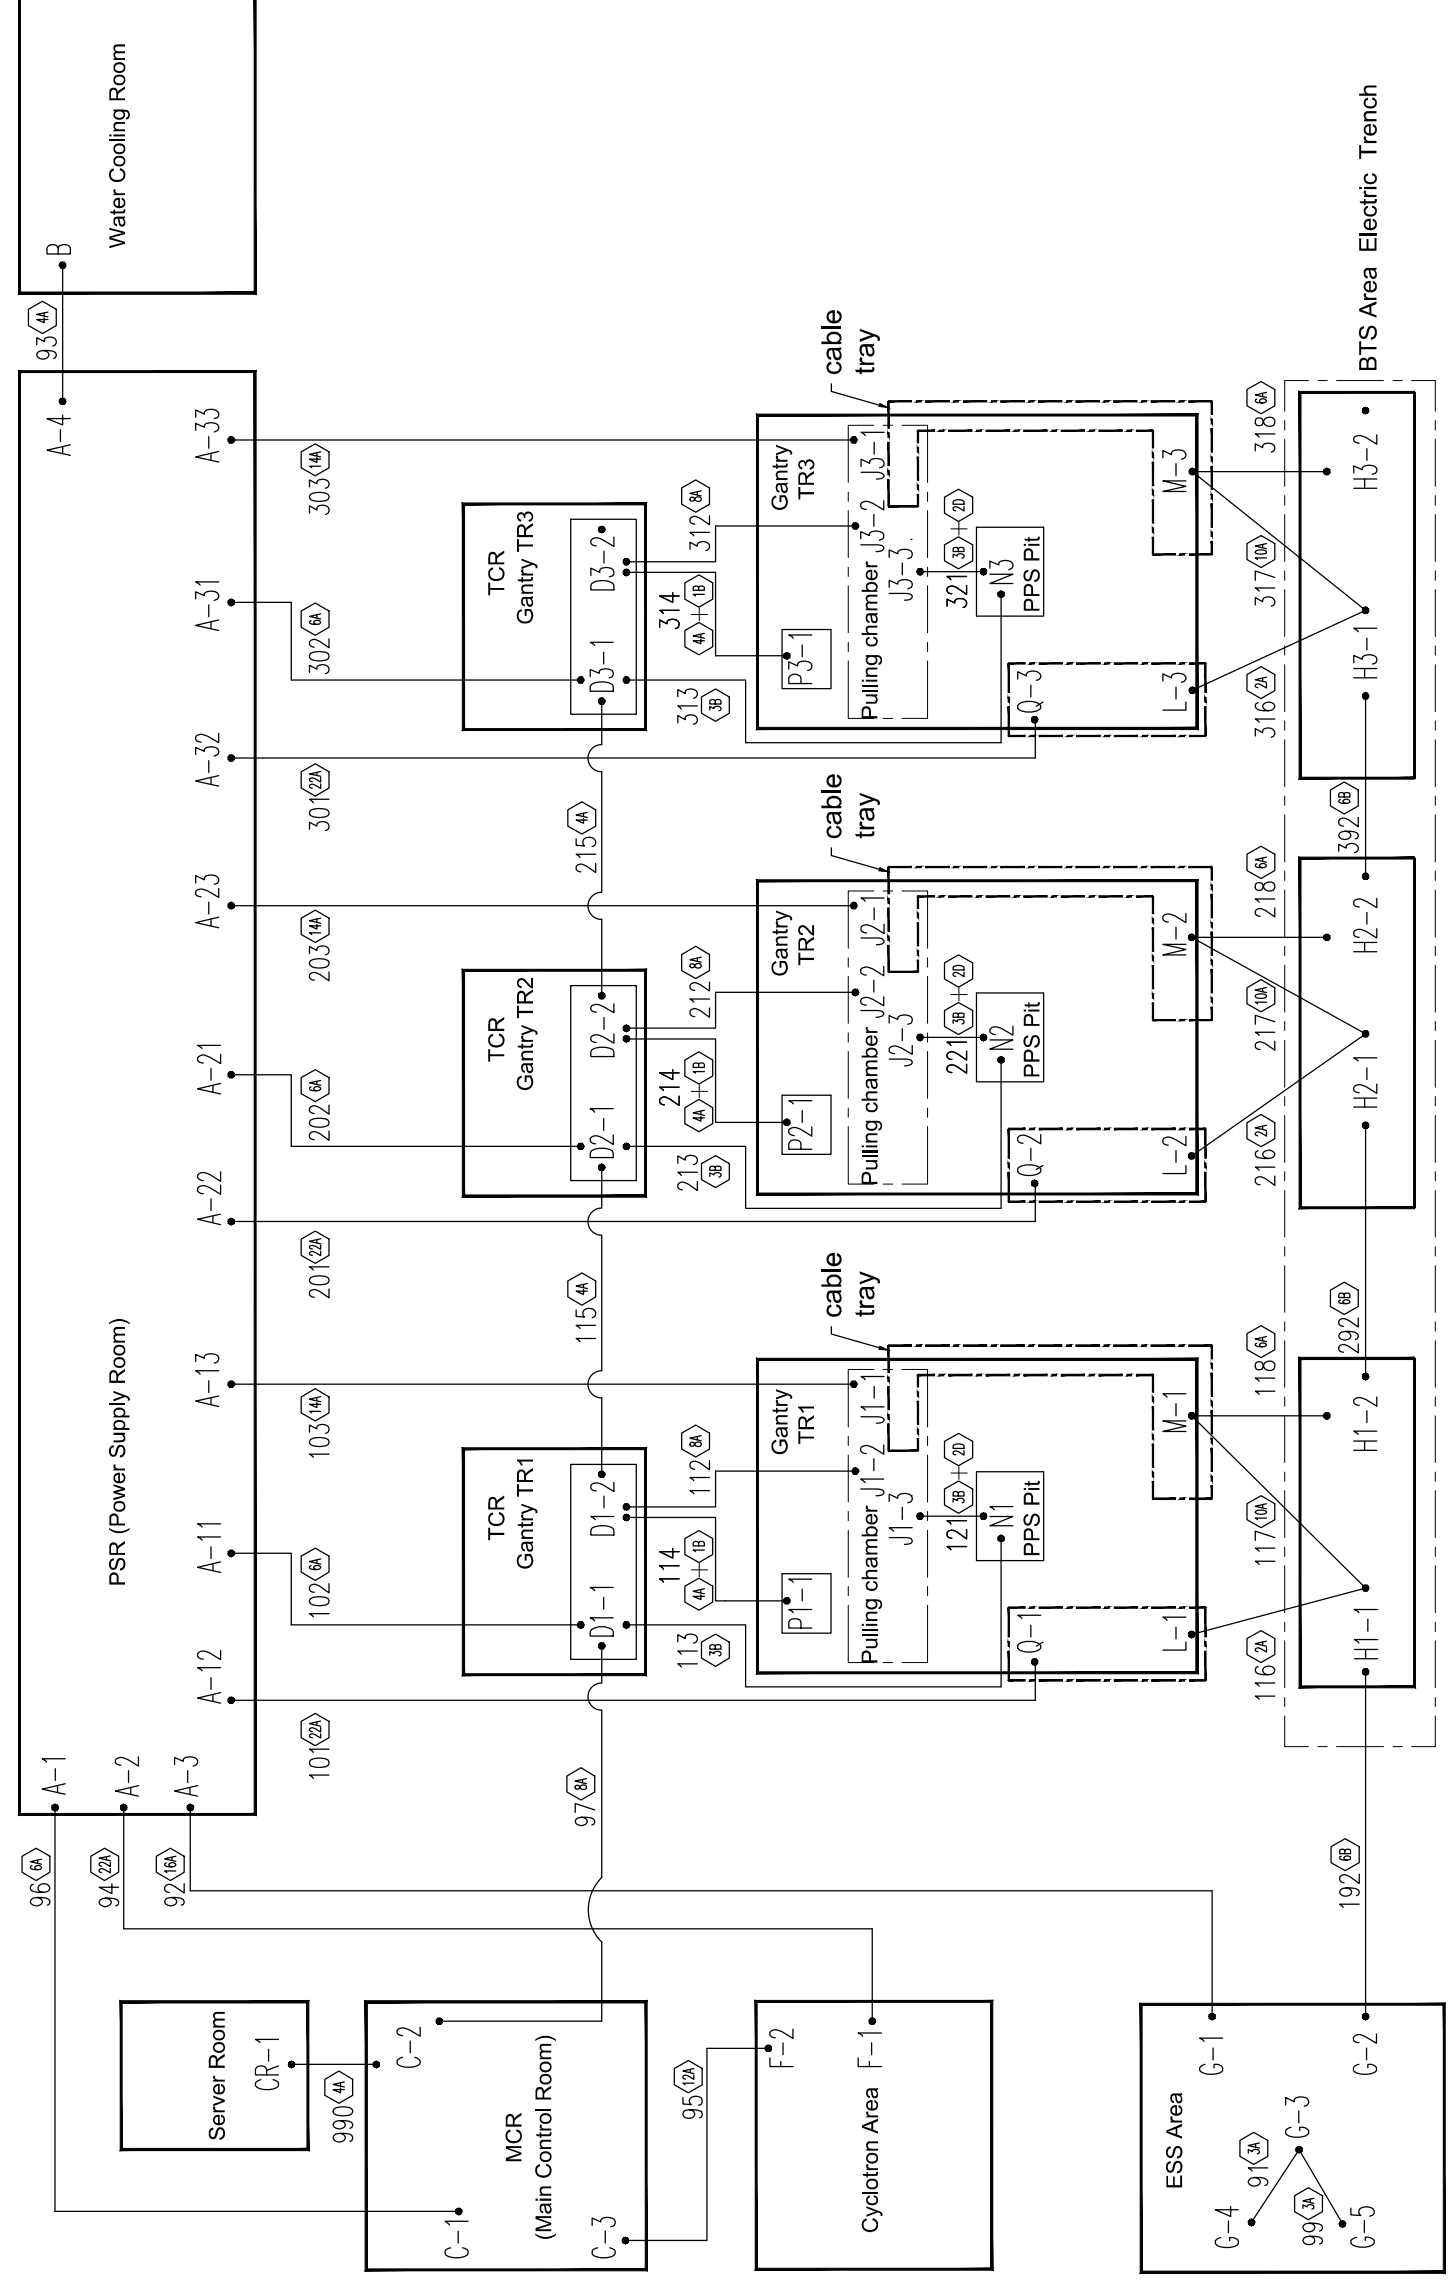 Server Room
CR-1
990 4A
MCR
(Main Control Room)
C-1
C-2
C-3
96 6A
94 22A
92 16A
97 8A
95 12A
Cyclotron Area
F-2
F-1
ESS Area
G-1
G-2
G-3
G-4
G-5
91 3A
99 3A
192 6B
PSR (Power Supply Room)
A-1
A-2
A-3
A-12
A-11
A-13
A-22
A-21
A-23
A-32
A-31
A-33
A-4
93 4A
B
Water Cooling Room
101 22A
102 6A
103 14A
201 22A
202 6A
203 14A
301 22A
302 6A
303 14A
TCR
Gantry TR1
D1-1
D1-2
115 4A
TCR
Gantry TR2
D2-1
D2-2
215 4A
TCR
Gantry TR3
D3-1
D3-2
113
3B
114
4A 1B
112 8A
213
3B
214
4A 1B
212 8A
313
3B
314
4A 1B
312 8A
Gantry
TR1
P1-1
Pulling chamber
J1-2
J1-1
J1-3
121 3B 2D
N1
PPS Pit
Q-1
L-1
M-1
cable
tray
Gantry
TR2
P2-1
Pulling chamber
J2-2
J2-1
J2-3
221 3B 2D
N2
PPS Pit
Q-2
L-2
M-2
cable
tray
Gantry
TR3
P3-1
Pulling chamber
J3-2
J3-1
J3-3
321 3B 2D
N3
PPS Pit
Q-3
L-3
M-3
cable
tray
116 2A
117 10A
118 6A
216 2A
217 10A
218 6A
316 2A
317 10A
318 6A
H1-1
H1-2
292 6B
H2-1
H2-2
392 6B
H3-1
H3-2
BTS Area Electric Trench